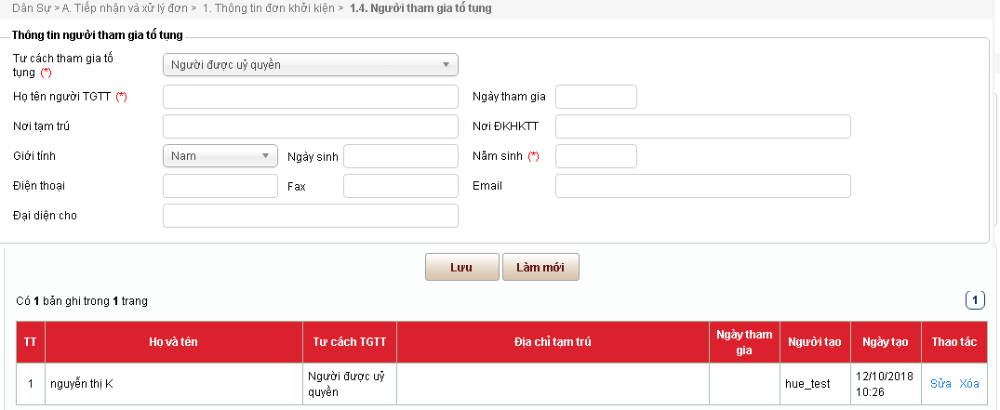 Dân Sự > A. Tiếp nhận và xử lý đơn > 1. Thông tin đơn khởi kiện > 1.4. Người tham gia tố tụng
Thông tin người tham gia tố tụng
Tư cách tham gia tố tụng (*) Người được uỷ quyền
Họ tên người TGTT (*) Ngày tham gia
Nơi tạm trú Nơi ĐKHKTT
Giới tính Nam Ngày sinh Năm sinh (*)
Điện thoại Fax Email
Đại diện cho
Lưu Làm mới
Có 1 bản ghi trong 1 trang 1
TT Họ và tên Tư cách TGTT Địa chỉ tạm trú Ngày tham gia Người tạo Ngày tạo Thao tác
1 nguyễn thị K Người được uỷ quyền hue_test 12/10/2018 10:26 Sửa Xóa